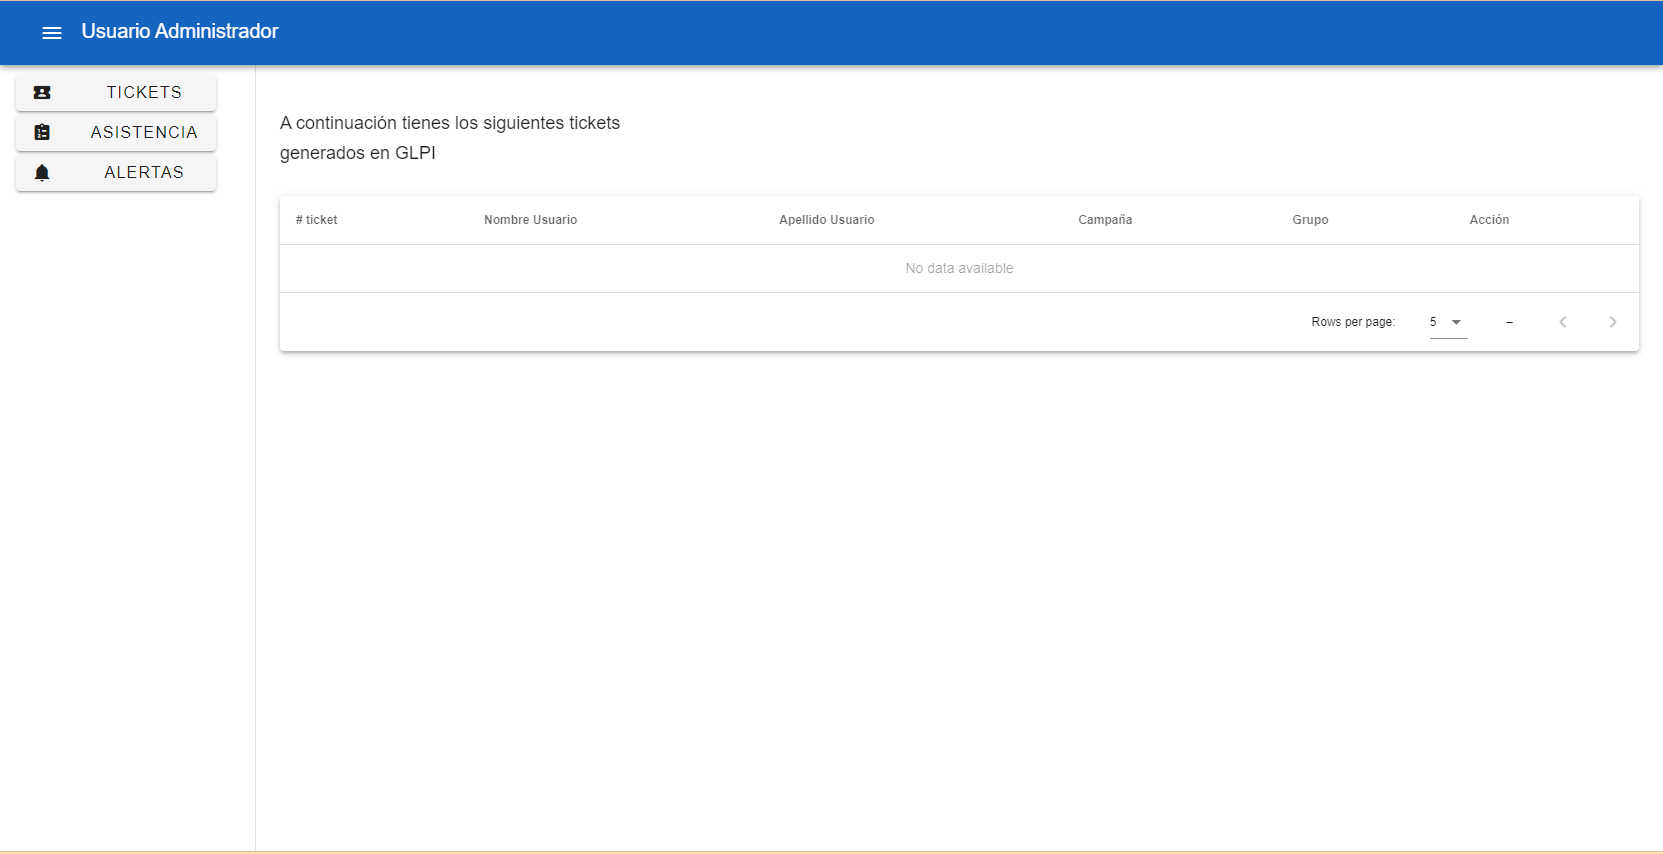 Usuario Administrador
TICKETS
ASISTENCIA
ALERTAS
A continuación tienes los siguientes tickets
generados en GLPI
# ticket Nombre Usuario Apellido Usuario Campaña Grupo Acción
No data available
Rows per page: 5 –